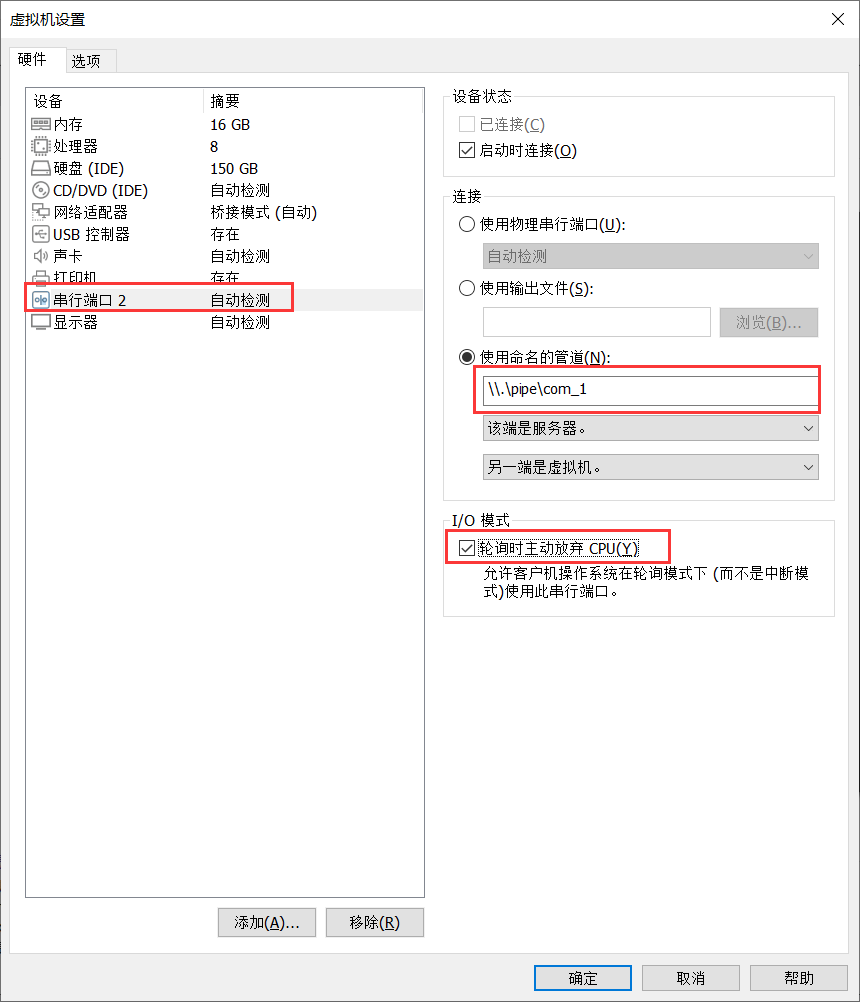 虚拟机设置
硬件 选项
设备 摘要
内存 16 GB
处理器 8
硬盘 (IDE) 150 GB
CD/DVD (IDE) 自动检测
网络适配器 桥接模式 (自动)
USB 控制器 存在
声卡 自动检测
打印机 存在
串行端口 2 自动检测
显示器 自动检测
添加(A)... 移除(R)
设备状态
已连接(C)
启动时连接(O)
连接
使用物理串行端口(U):
自动检测
使用输出文件(S):
浏览(B)...
使用命名的管道(N):
\\.\pipe\com_1
该端是服务器。
另一端是虚拟机。
I/O 模式
轮询时主动放弃 CPU(Y)
允许客户机操作系统在轮询模式下 (而不是中断模
式)使用此串行端口。
确定 取消 帮助